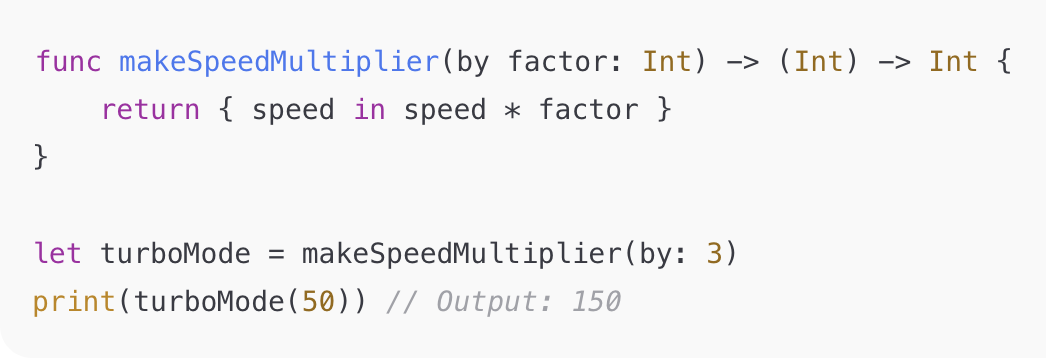 func makeSpeedMultiplier(by factor: Int) -> (Int) -> Int {
    return { speed in speed * factor }
}

let turboMode = makeSpeedMultiplier(by: 3)
print(turboMode(50)) // Output: 150